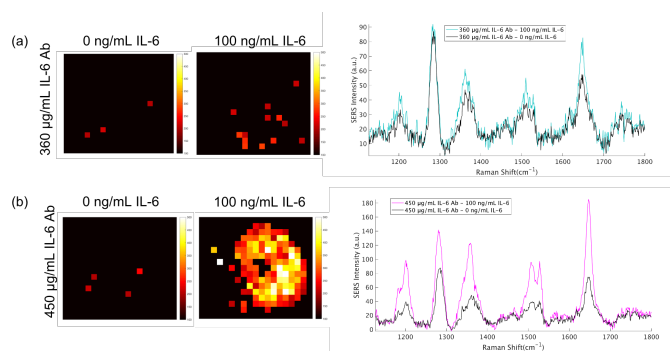 (a)
0 ng/mL IL-6
100 ng/mL IL-6
360 µg/mL IL-6 Ab
SERS Intensity (a.u.)
90
80
70
60
50
40
30
20
10
360 µg/mL IL-6 Ab - 100 ng/mL IL-6
360 µg/mL IL-6 Ab - 0 ng/mL IL-6
1200 1300 1400 1500 1600 1700 1800
Raman Shift(cm⁻¹)
(b)
0 ng/mL IL-6
100 ng/mL IL-6
450 µg/mL IL-6 Ab
SERS Intensity (a.u.)
180
160
140
120
100
80
60
40
20
0
450 µg/mL IL-6 Ab - 100 ng/mL IL-6
450 µg/mL IL-6 Ab - 0 ng/mL IL-6
1200 1300 1400 1500 1600 1700 1800
Raman Shift(cm⁻¹)